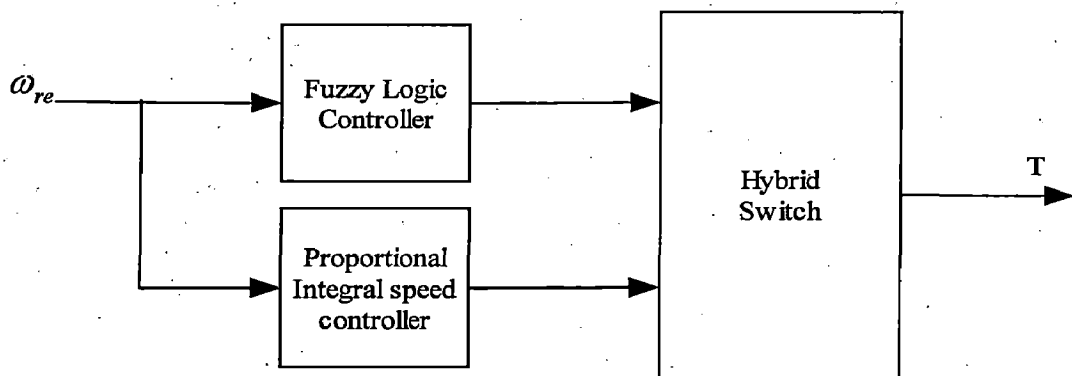 Fuzzy Logic
Controller
ω_re
T
Hybrid
Switch
Proportional
Integral speed
controller